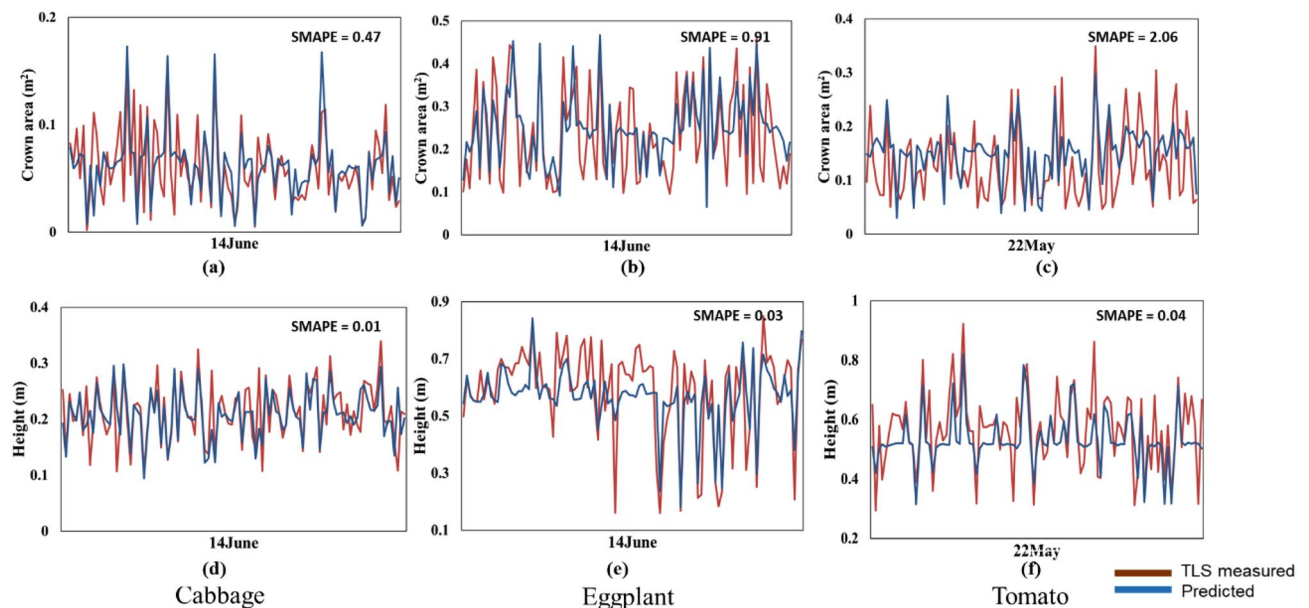 0.2
SMAPE = 0.47
0.1
0
Crown area (m²)
14June
(a)
0.5
SMAPE = 0.91
0.4
0.3
0.2
0.1
0
Crown area (m²)
14June
(b)
0.4
SMAPE = 2.06
0.3
0.2
0.1
0
Crown area (m²)
22May
(c)
0.4
SMAPE = 0.01
0.3
0.2
0.1
0
Height (m)
14June
(d)
Cabbage
0.9
SMAPE = 0.03
0.7
0.5
0.3
0.1
Height (m)
14June
(e)
Eggplant
1
SMAPE = 0.04
0.8
0.6
0.4
0.2
Height (m)
22May
(f)
Tomato
TLS measured
Predicted